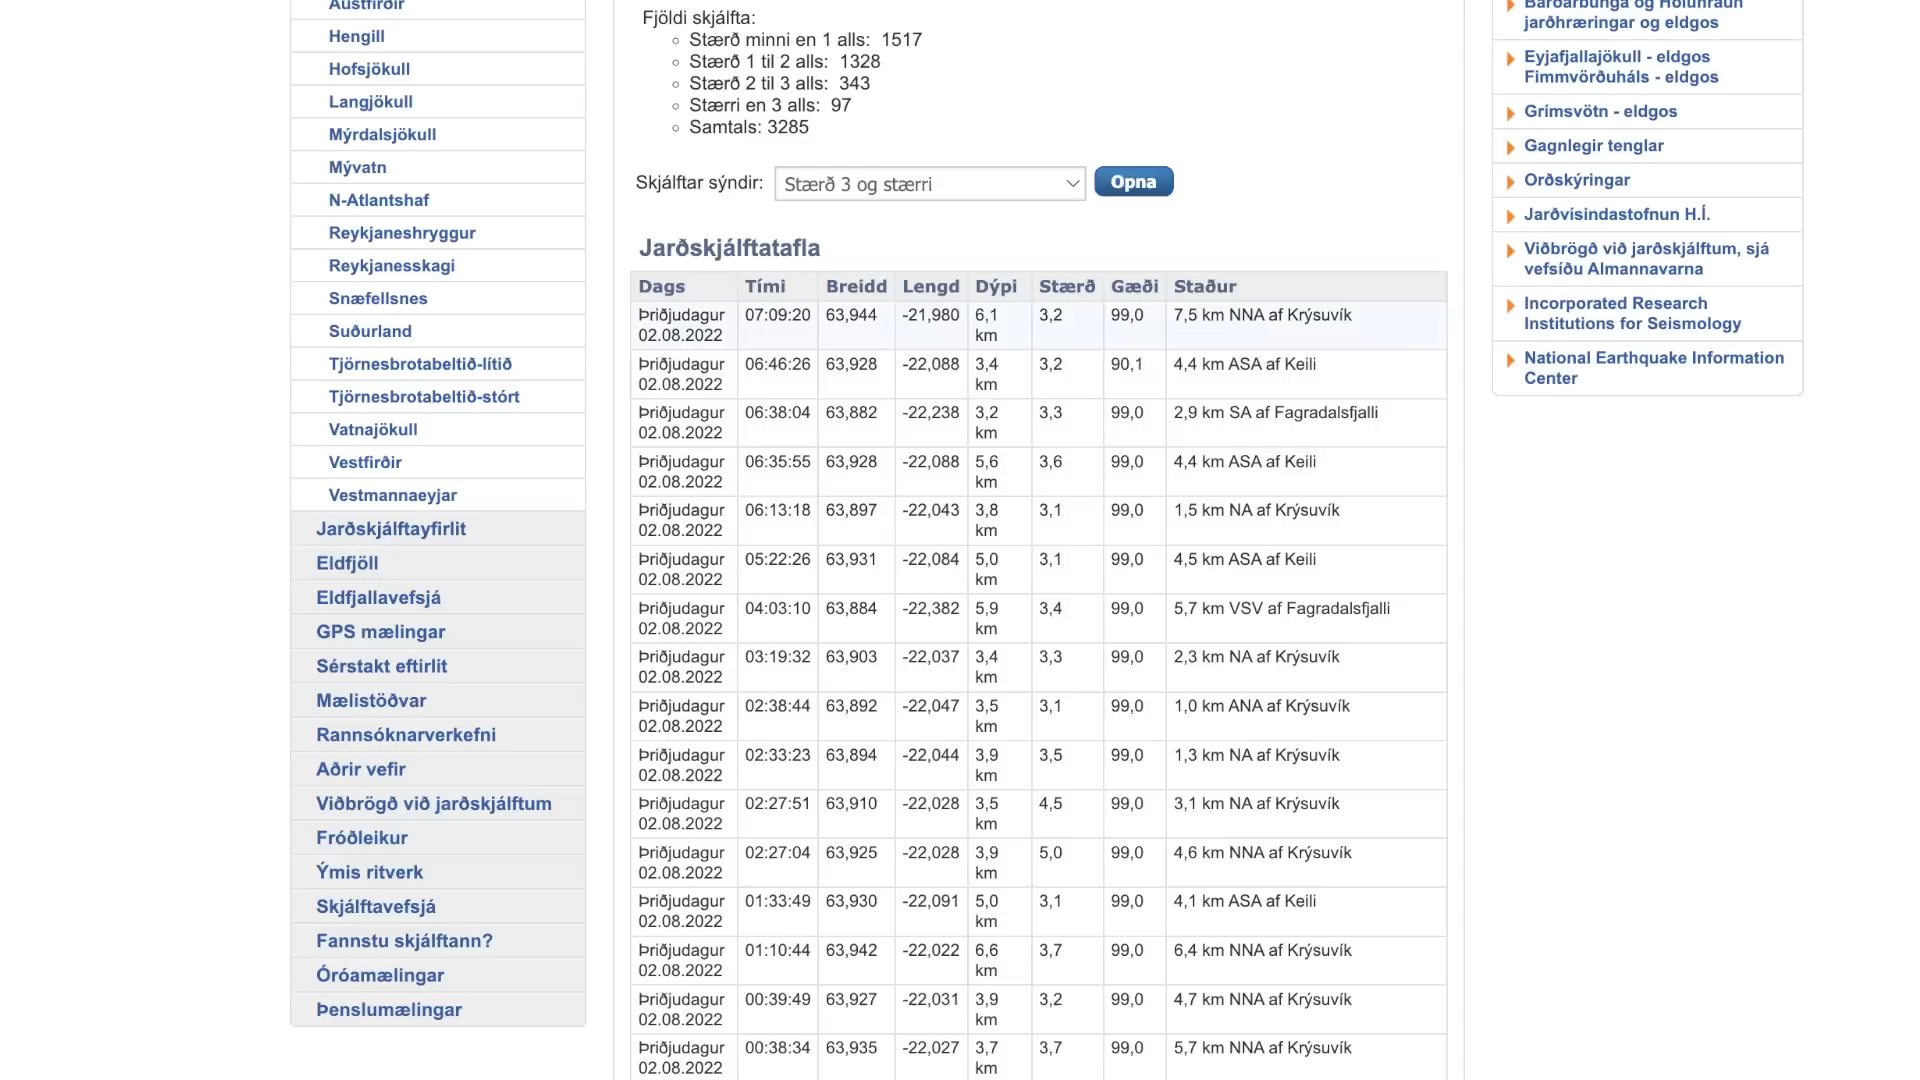 Austfirðir
Hengill
Hofsjökull
Langjökull
Mýrdalsjökull
Mývatn
N-Atlantshaf
Reykjaneshryggur
Reykjanesskagi
Snæfellsnes
Suðurland
Tjörnesbrotabeltið-lítið
Tjörnesbrotabeltið-stórt
Vatnajökull
Vestfirðir
Vestmannaeyjar
Jarðskjálftayfirlit
Eldfjöll
Eldfjallavefsjá
GPS mælingar
Sérstakt eftirlit
Mælistöðvar
Rannsóknarverkefni
Aðrir vefir
Viðbrögð við jarðskjálftum
Fróðleikur
Ýmis ritverk
Skjálftavefsjá
Fannstu skjálftann?
Óróamælingar
Þenslumælingar
Fjöldi skjálfta:
Stærð minni en 1 alls: 1517
Stærð 1 til 2 alls: 1328
Stærð 2 til 3 alls: 343
Stærri en 3 alls: 97
Samtals: 3285
Skjálftar sýndir: Stærð 3 og stærri Opna
Jarðskjálftatafla
Dags Tími Breidd Lengd Dýpi Stærð Gæði Staður
Þriðjudagur 07:09:20 63,944 -21,980 6,1 3,2 99,0 7,5 km NNA af Krýsuvík
02.08.2022 km
Þriðjudagur 06:46:26 63,928 -22,088 3,4 3,2 90,1 4,4 km ASA af Keili
02.08.2022 km
Þriðjudagur 06:38:04 63,882 -22,238 3,2 3,3 99,0 2,9 km SA af Fagradalsfjalli
02.08.2022 km
Þriðjudagur 06:35:55 63,928 -22,088 5,6 3,6 99,0 4,4 km ASA af Keili
02.08.2022 km
Þriðjudagur 06:13:18 63,897 -22,043 3,8 3,1 99,0 1,5 km NA af Krýsuvík
02.08.2022 km
Þriðjudagur 05:22:26 63,931 -22,084 5,0 3,1 99,0 4,5 km ASA af Keili
02.08.2022 km
Þriðjudagur 04:03:10 63,884 -22,382 5,9 3,4 99,0 5,7 km VSV af Fagradalsfjalli
02.08.2022 km
Þriðjudagur 03:19:32 63,903 -22,037 3,4 3,3 99,0 2,3 km NA af Krýsuvík
02.08.2022 km
Þriðjudagur 02:38:44 63,892 -22,047 3,5 3,1 99,0 1,0 km ANA af Krýsuvík
02.08.2022 km
Þriðjudagur 02:33:23 63,894 -22,044 3,9 3,5 99,0 1,3 km NA af Krýsuvík
02.08.2022 km
Þriðjudagur 02:27:51 63,910 -22,028 3,5 4,5 99,0 3,1 km NA af Krýsuvík
02.08.2022 km
Þriðjudagur 02:27:04 63,925 -22,028 3,9 5,0 99,0 4,6 km NNA af Krýsuvík
02.08.2022 km
Þriðjudagur 01:33:49 63,930 -22,091 5,0 3,1 99,0 4,1 km ASA af Keili
02.08.2022 km
Þriðjudagur 01:10:44 63,942 -22,022 6,6 3,7 99,0 6,4 km NNA af Krýsuvík
02.08.2022 km
Þriðjudagur 00:39:49 63,927 -22,031 3,9 3,2 99,0 4,7 km NNA af Krýsuvík
02.08.2022 km
Þriðjudagur 00:38:34 63,935 -22,027 3,7 3,7 99,0 5,7 km NNA af Krýsuvík
02.08.2022 km
Bárðarbunga og Holuhraun
jarðhræringar og eldgos
Eyjafjallajökull - eldgos
Fimmvörðuháls - eldgos
Grímsvötn - eldgos
Gagnlegir tenglar
Orðskýringar
Jarðvísindastofnun H.Í.
Viðbrögð við jarðskjálftum, sjá
vefsíðu Almannavarna
Incorporated Research
Institutions for Seismology
National Earthquake Information
Center